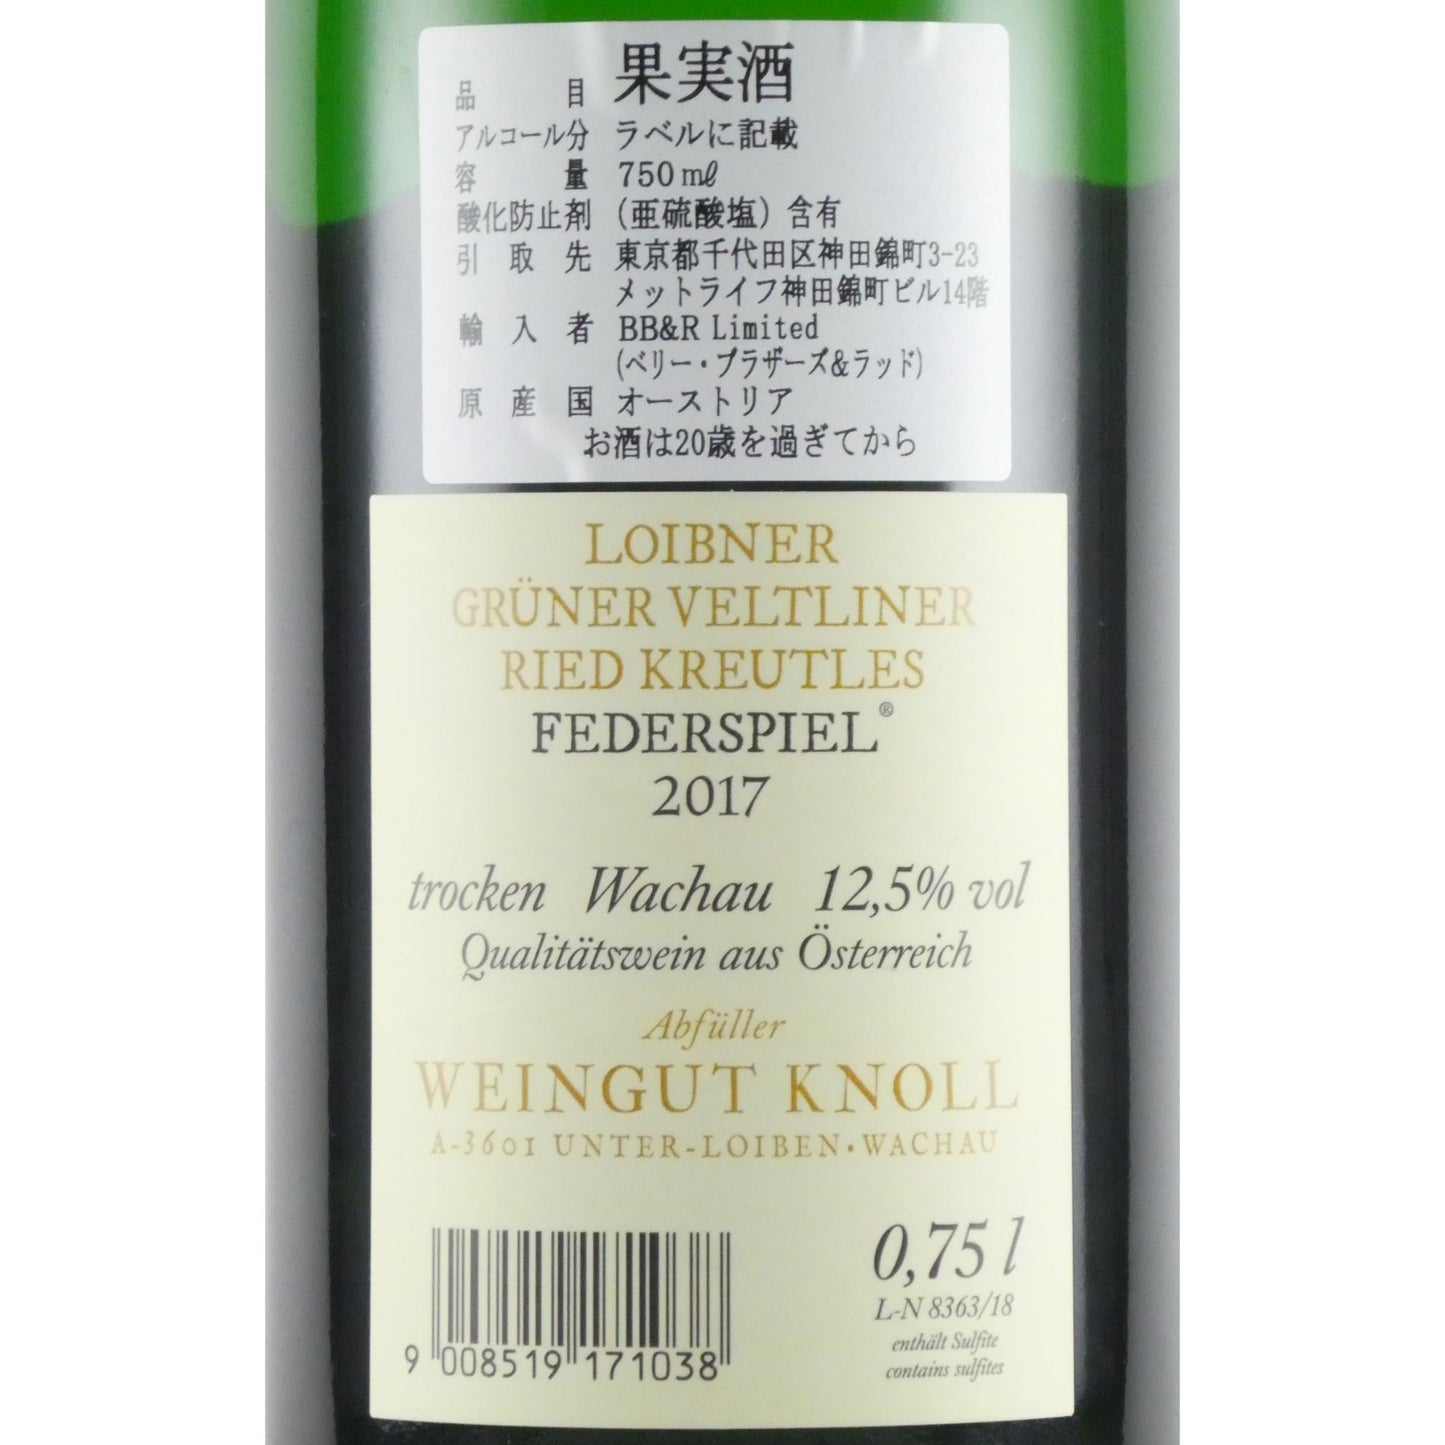 品目 果実酒
アルコール分 ラベルに記載
容量 750㎖
酸化防止剤 (亜硫酸塩) 含有
引取先 東京都千代田区神田錦町3-23
メットライフ神田錦町ビル14階
輸入者 BB&R Limited
(ベリー・ブラザーズ&ラッド)
原産国 オーストリア
お酒は20歳を過ぎてから
LOIBNER
GRÜNER VELTLINER
RIED KREUTLES
FEDERSPIEL®
2017
trocken Wachau 12,5% vol
Qualitätswein aus Österreich
Abfüller
WEINGUT KNOLL
A-3601 UNTER-LOIBEN·WACHAU
0,75 l
L-N 8363/18
enthält Sulfite
contains sulfites
9 008519 171038